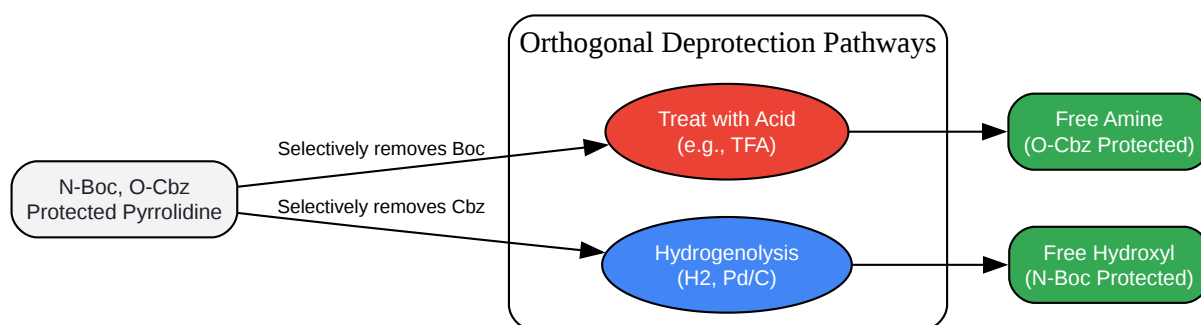 Orthogonal Deprotection Pathways
N-Boc, O-Cbz
Protected Pyrrolidine
Selectively removes Boc
Selectively removes Cbz
Treat with Acid
(e.g., TFA)
Hydrogenolysis
(H2, Pd/C)
Free Amine
(O-Cbz Protected)
Free Hydroxyl
(N-Boc Protected)